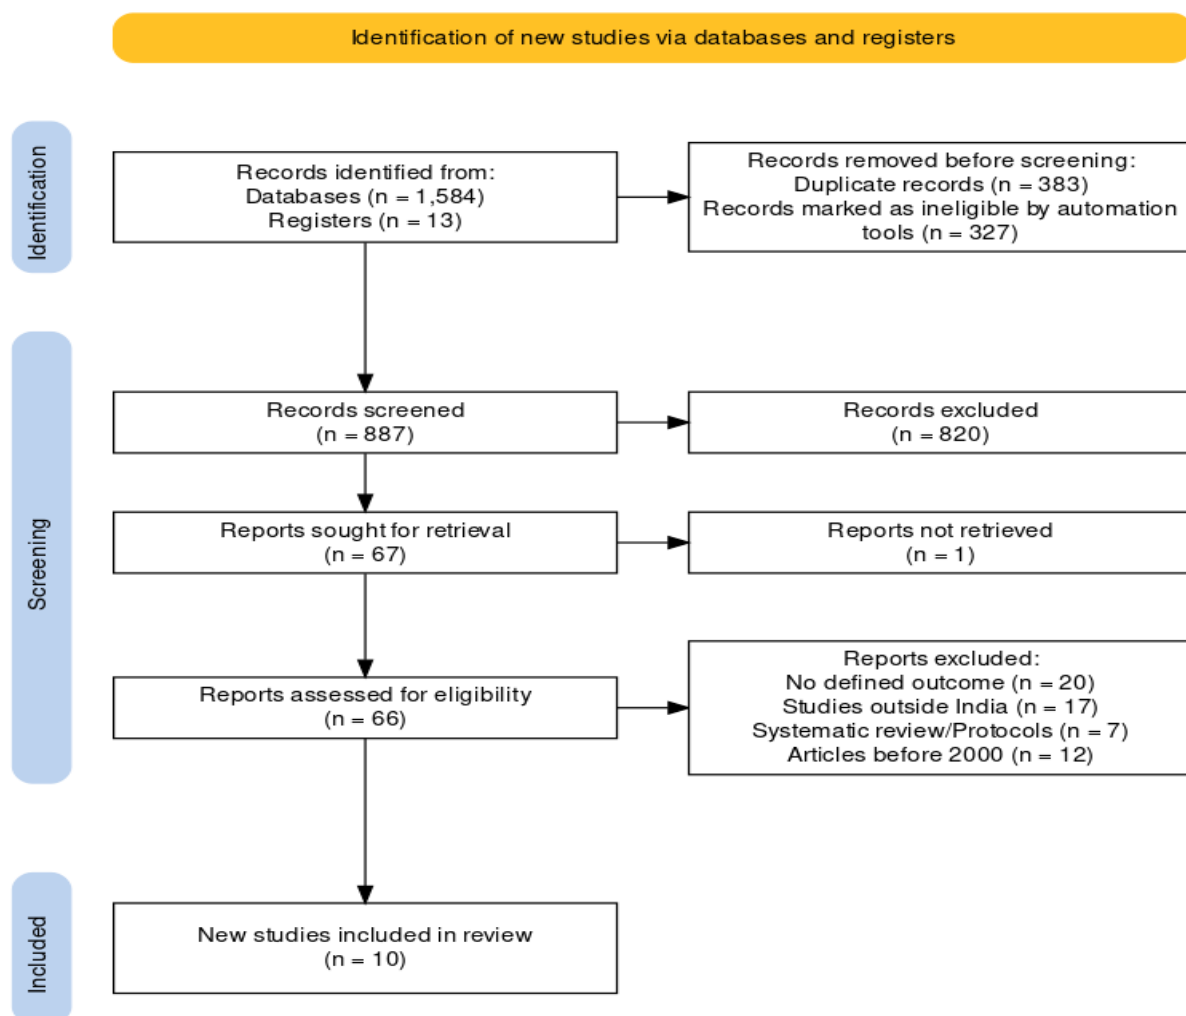 Identification of new studies via databases and registers
Identification
Records identified from:
Databases (n = 1,584)
Registers (n = 13)
Records removed before screening:
Duplicate records (n = 383)
Records marked as ineligible by automation
tools (n = 327)
Screening
Records screened
(n = 887)
Records excluded
(n = 820)
Reports sought for retrieval
(n = 67)
Reports not retrieved
(n = 1)
Reports assessed for eligibility
(n = 66)
Reports excluded:
No defined outcome (n = 20)
Studies outside India (n = 17)
Systematic review/Protocols (n = 7)
Articles before 2000 (n = 12)
Included
New studies included in review
(n = 10)